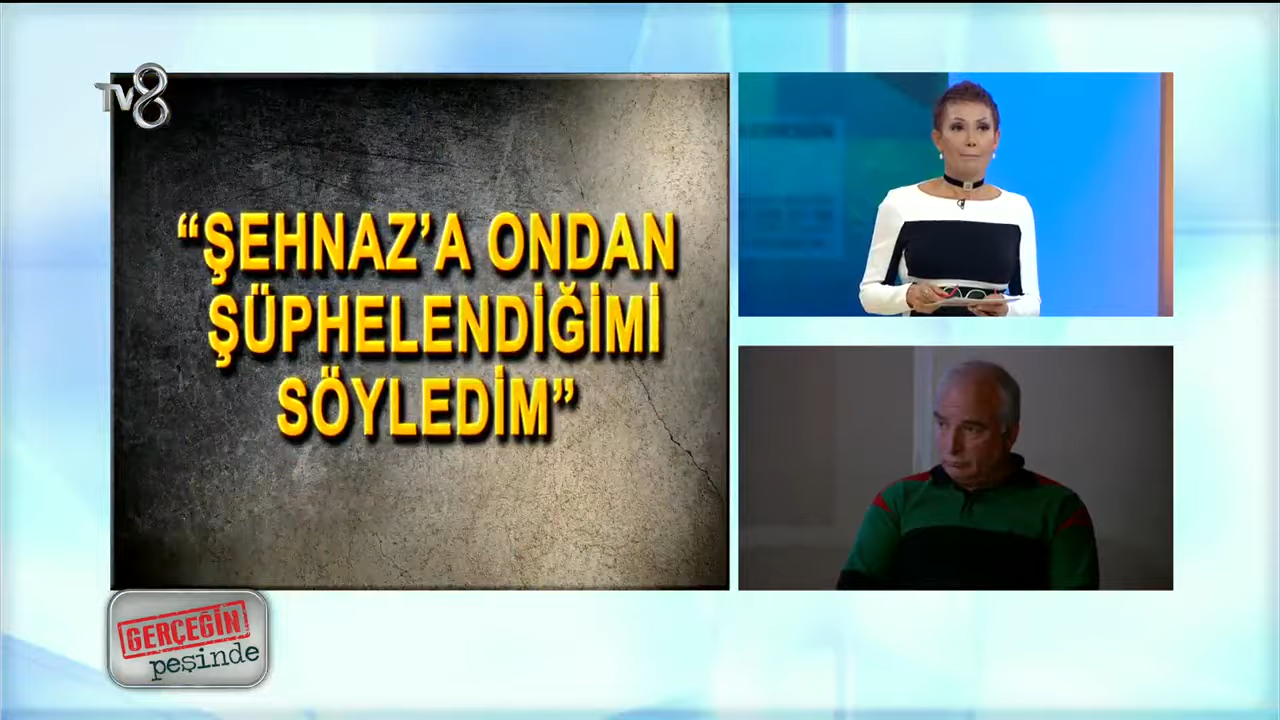 TV8
“ŞEHNAZ’A ONDAN
ŞÜPHELENDİĞİMİ
SÖYLEDİM”
GERÇEĞİN
peşinde